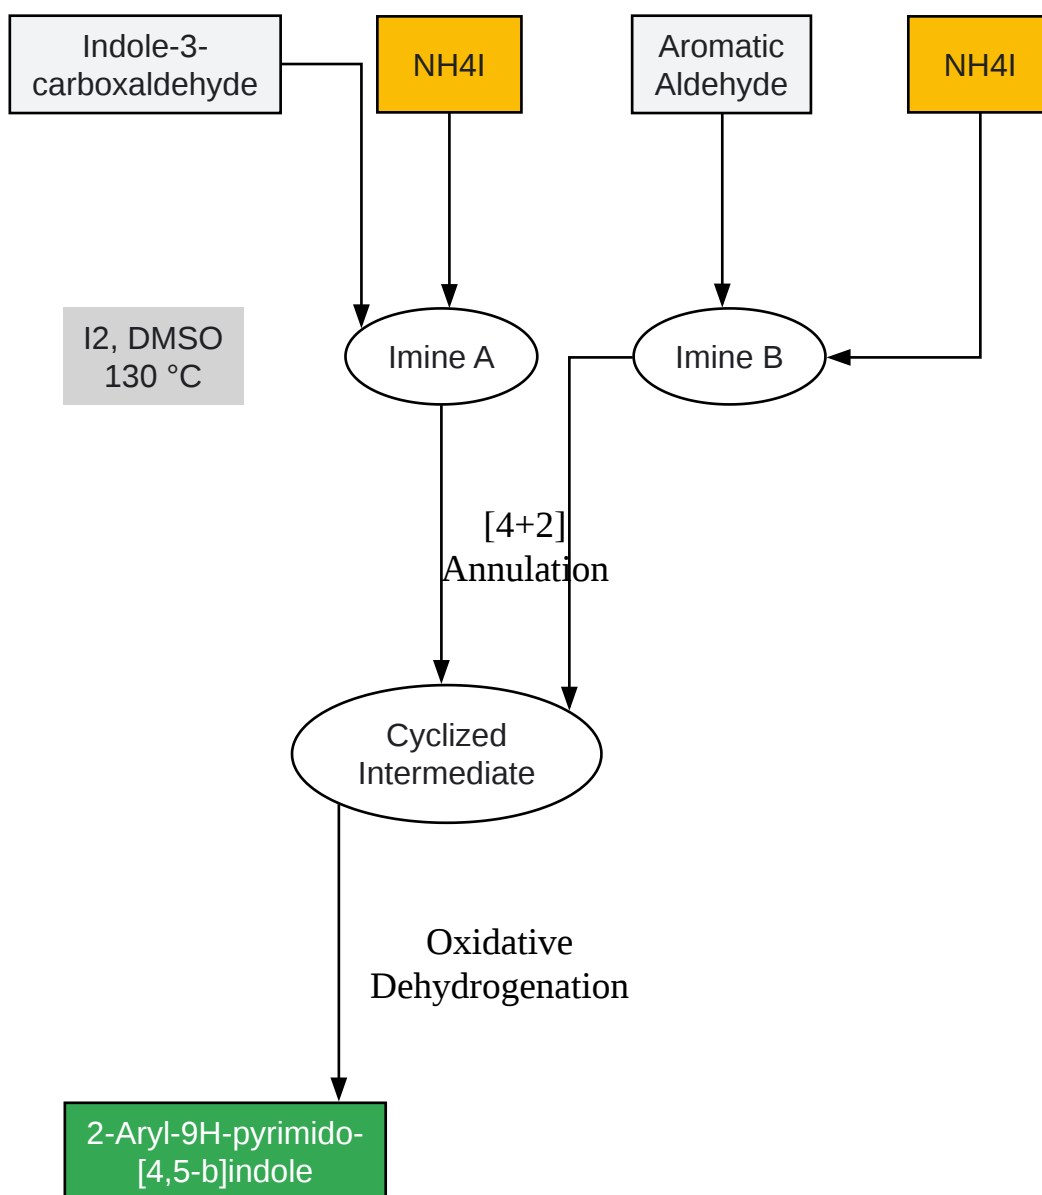 Indole-3-
carboxaldehyde
NH4I
Aromatic
Aldehyde
NH4I
I2, DMSO
130 °C
Imine A
Imine B
[4+2]
Annulation
Cyclized
Intermediate
Oxidative
Dehydrogenation
2-Aryl-9H-pyrimido-
[4,5-b]indole